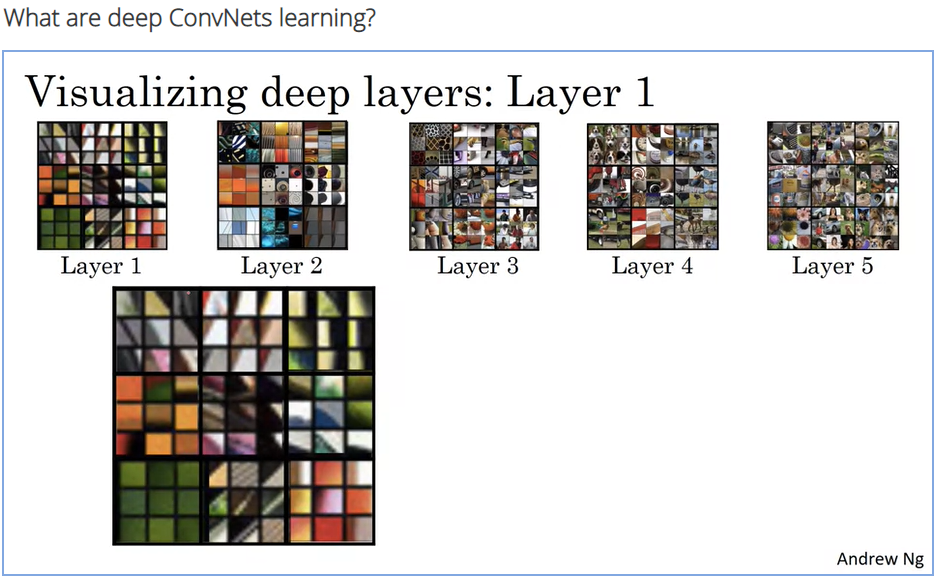 What are deep ConvNets learning?
Visualizing deep layers: Layer 1
Layer 1
Layer 2
Layer 3
Layer 4
Layer 5
Andrew Ng